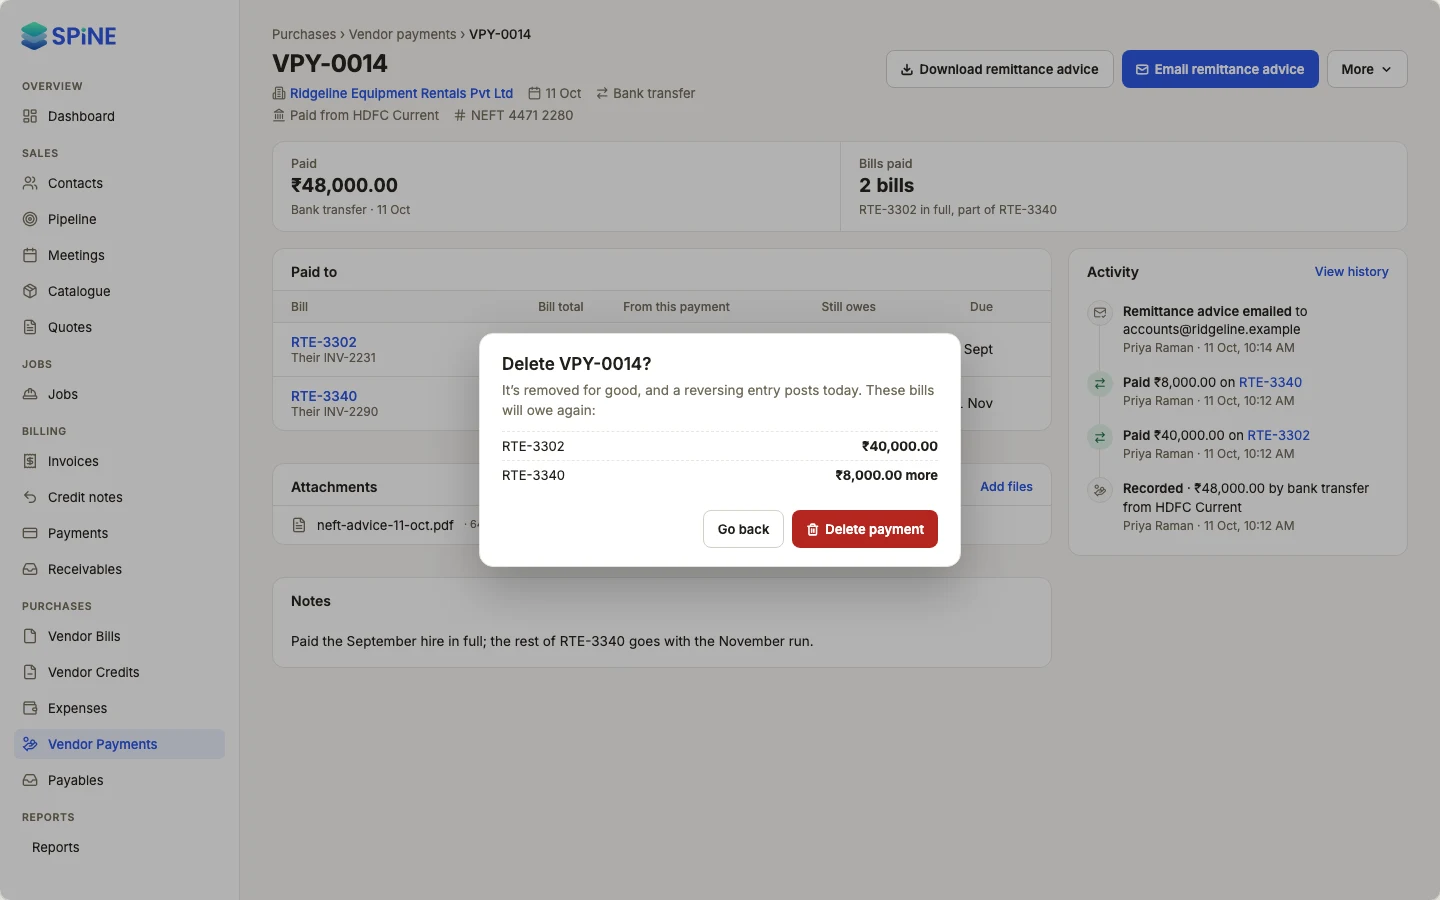 SPiNE
OVERVIEW
Dashboard
SALES
Contacts
Pipeline
Meetings
Catalogue
Quotes
JOBS
Jobs
BILLING
Invoices
Credit notes
Payments
Receivables
PURCHASES
Vendor Bills
Vendor Credits
Expenses
Vendor Payments
Payables
REPORTS
Reports
Purchases › Vendor payments › VPY-0014
VPY-0014
Ridgeline Equipment Rentals Pvt Ltd 11 Oct Bank transfer
Paid from HDFC Current # NEFT 4471 2280
Download remittance advice
Email remittance advice
More
Paid
₹48,000.00
Bank transfer · 11 Oct
Bills paid
2 bills
RTE-3302 in full, part of RTE-3340
Paid to
Bill Bill total From this payment Still owes Due
RTE-3302
Their INV-2231
Sept
RTE-3340
Their INV-2290
Nov
Attachments
Add files
neft-advice-11-oct.pdf
Notes
Paid the September hire in full; the rest of RTE-3340 goes with the November run.
Activity
View history
Remittance advice emailed to
accounts@ridgeline.example
Priya Raman · 11 Oct, 10:14 AM
Paid ₹8,000.00 on RTE-3340
Priya Raman · 11 Oct, 10:12 AM
Paid ₹40,000.00 on RTE-3302
Priya Raman · 11 Oct, 10:12 AM
Recorded · ₹48,000.00 by bank transfer
from HDFC Current
Priya Raman · 11 Oct, 10:12 AM
Delete VPY-0014?
It’s removed for good, and a reversing entry posts today. These bills
will owe again:
RTE-3302 ₹40,000.00
RTE-3340 ₹8,000.00 more
Go back
Delete payment